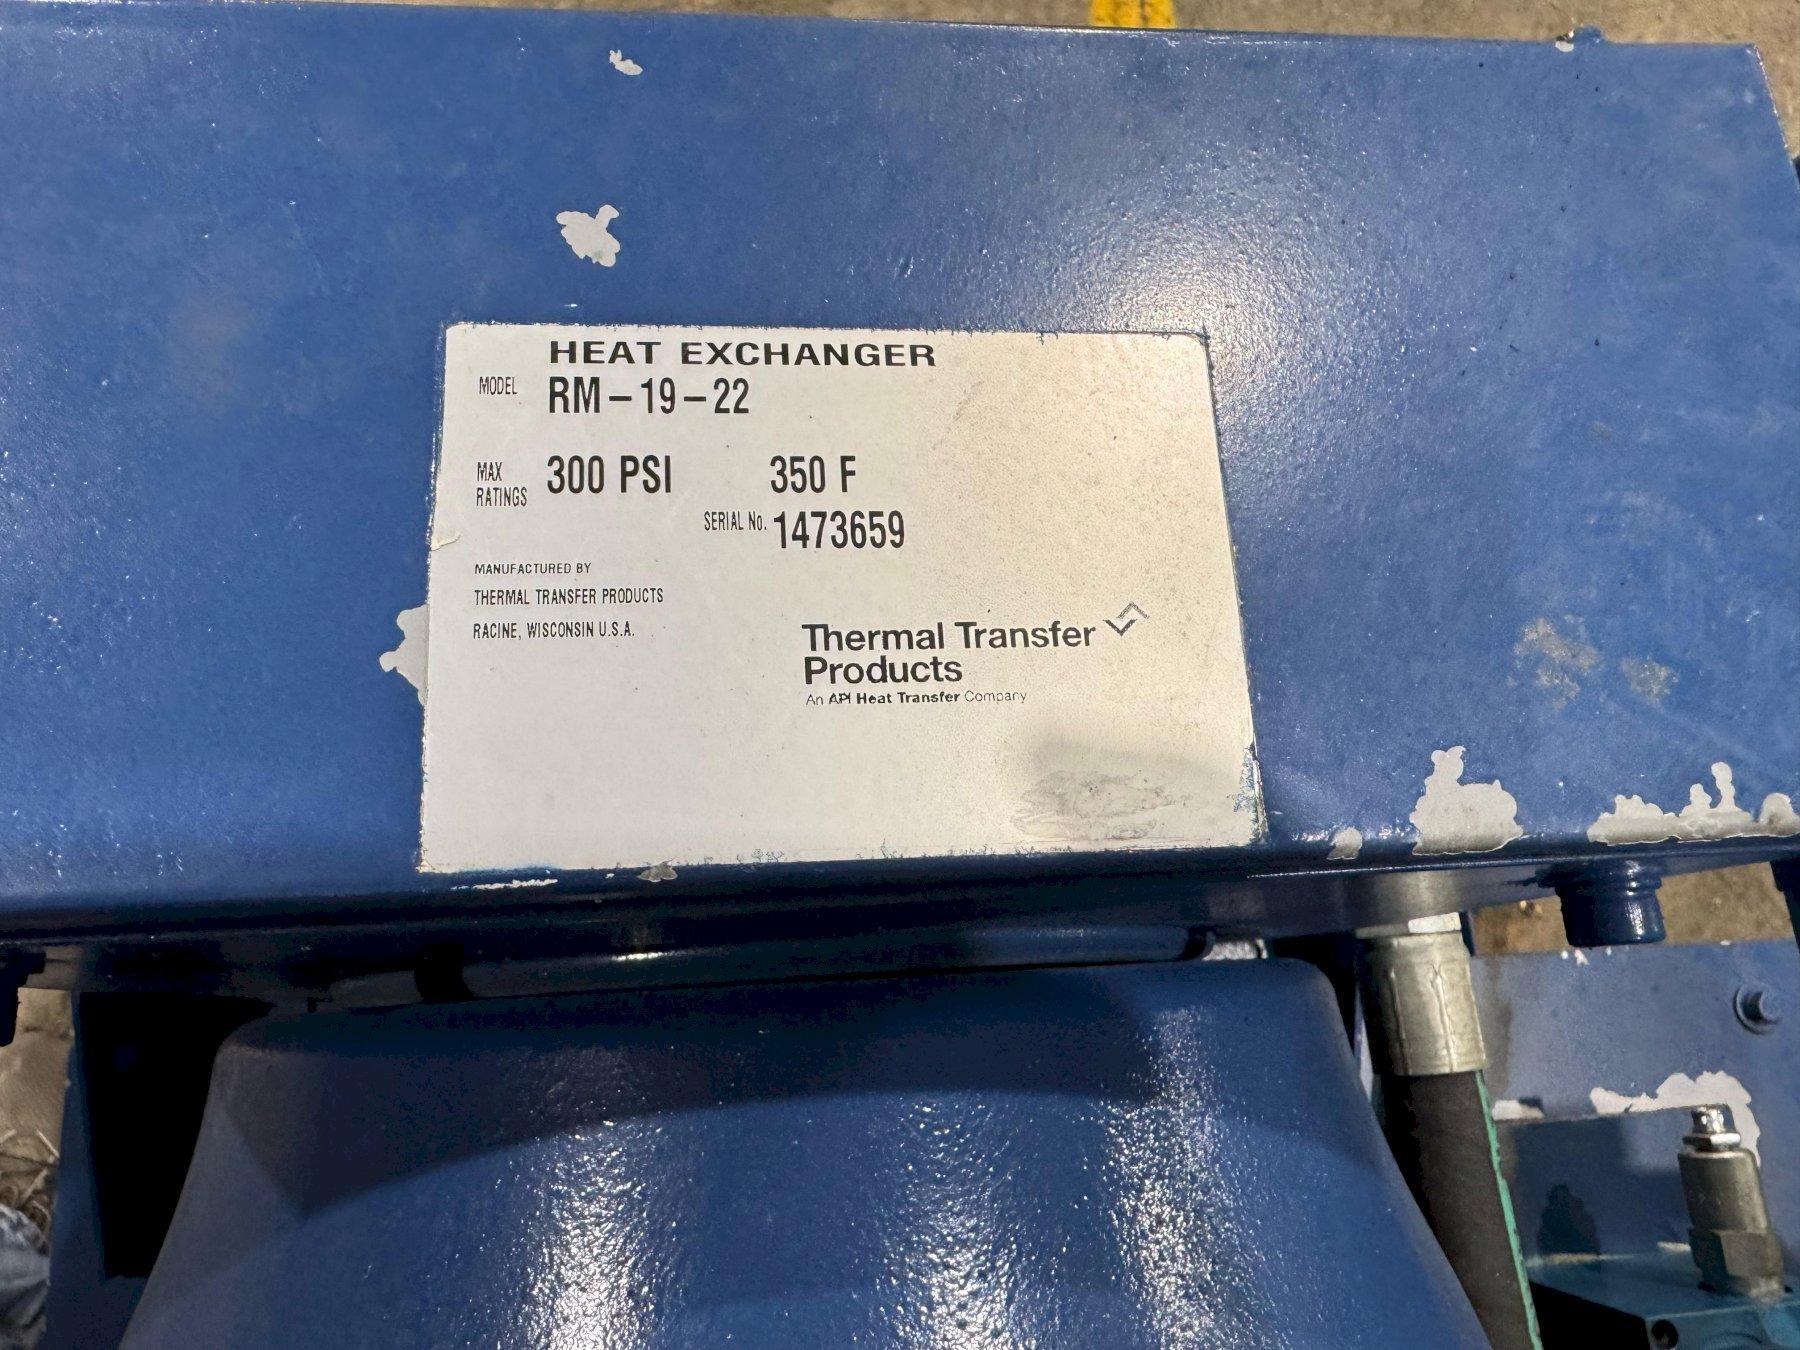 HEAT EXCHANGER
MODEL RM-19-22
MAX RATINGS 300 PSI 350 F
SERIAL No. 1473659
MANUFACTURED BY
THERMAL TRANSFER PRODUCTS
RACINE, WISCONSIN U.S.A.
Thermal Transfer
Products
An API Heat Transfer Company